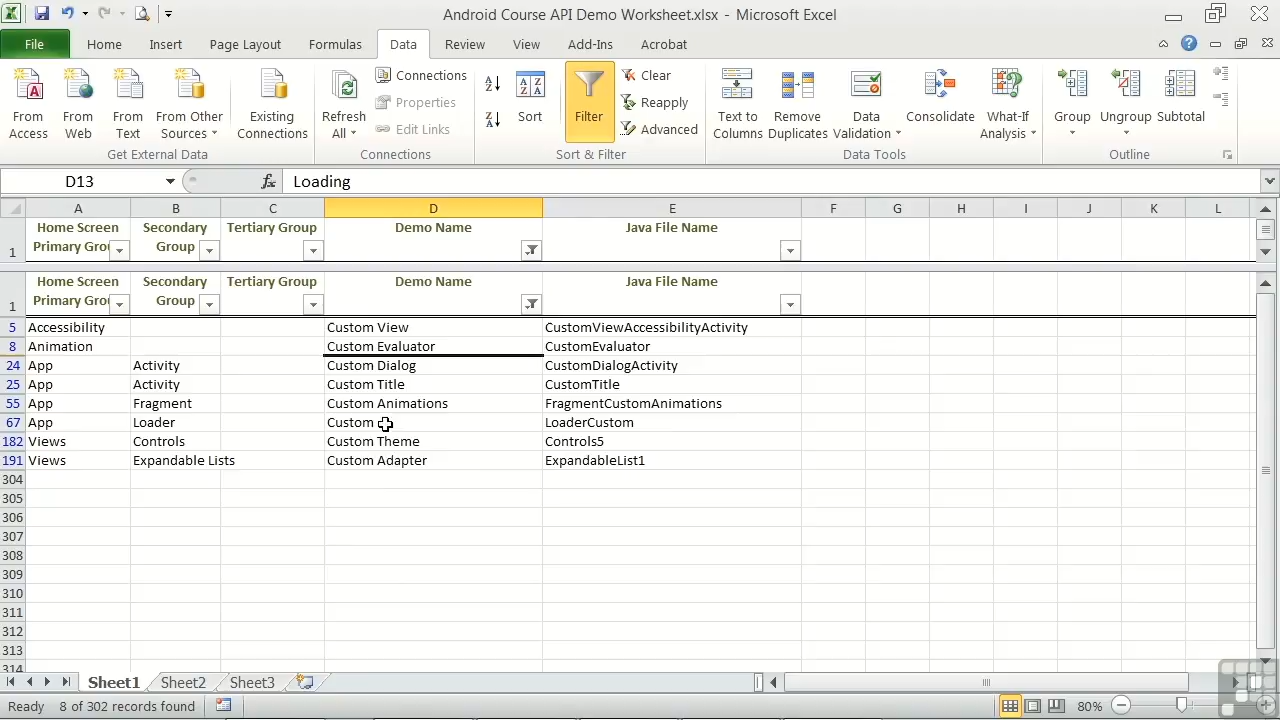 Android Course API Demo Worksheet.xlsx - Microsoft Excel
File Home Insert Page Layout Formulas Data Review View Add-Ins Acrobat
From Access
From Web
From Text
From Other Sources
Existing Connections
Get External Data
Refresh All
Connections
Properties
Edit Links
Connections
Sort
Filter
Clear
Reapply
Advanced
Sort & Filter
Text to Columns
Remove Duplicates
Data Validation
Consolidate
What-If Analysis
Data Tools
Group
Ungroup
Subtotal
Outline
D13 fx Loading
A B C D E F G H I J K L
Home Screen Secondary Tertiary Group Demo Name Java File Name
1 Primary Grou Group
Home Screen Secondary Tertiary Group Demo Name Java File Name
1 Primary Grou Group
5 Accessibility Custom View CustomViewAccessibilityActivity
8 Animation Custom Evaluator CustomEvaluator
24 App Activity Custom Dialog CustomDialogActivity
25 App Activity Custom Title CustomTitle
55 App Fragment Custom Animations FragmentCustomAnimations
67 App Loader Custom LoaderCustom
182 Views Controls Custom Theme Controls5
191 Views Expandable Lists Custom Adapter ExpandableList1
304
305
306
307
308
309
310
311
312
313
314
Sheet1 Sheet2 Sheet3
Ready 8 of 302 records found 80%